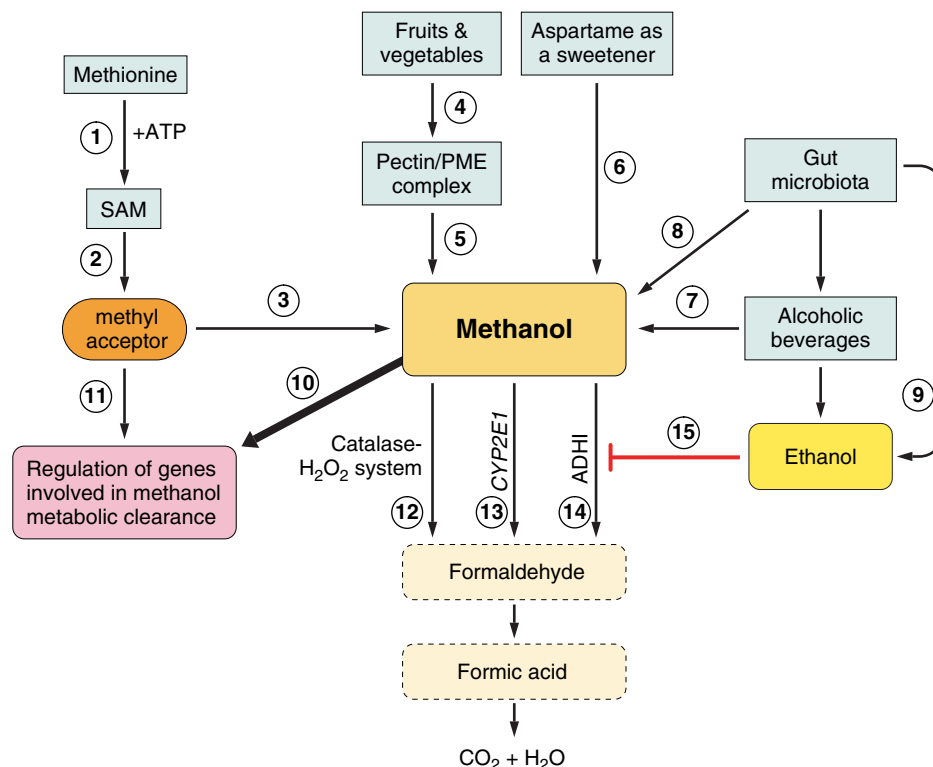 Fruits &
vegetables
Aspartame as
a sweetener
Methionine
1
+ATP
4
Pectin/PME
complex
6
Gut
microbiota
SAM
2
5
8
methyl
acceptor
3
Methanol
7
Alcoholic
beverages
11
10
9
Regulation of genes
involved in methanol
metabolic clearance
Catalase-
H₂O₂ system
CYP2E1
ADHI
15
Ethanol
12
13
14
Formaldehyde
Formic acid
CO₂ + H₂O